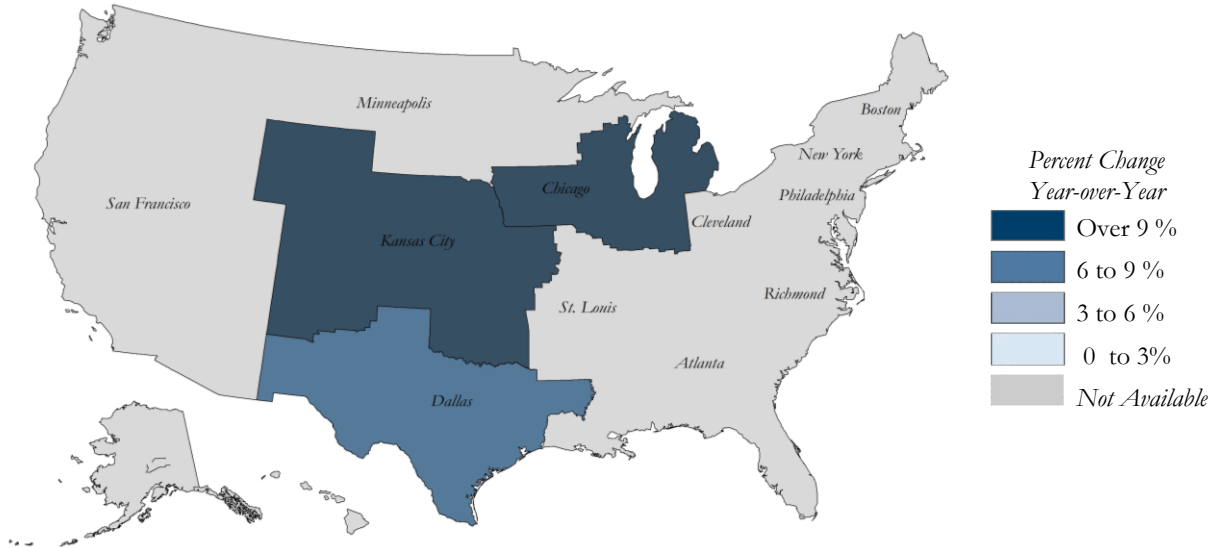 Minneapolis
Boston
New York
Chicago
Philadelphia
San Francisco
Cleveland
Kansas City
Richmond
St. Louis
Atlanta
Dallas
Percent Change
Year-over-Year
Over 9 %
6 to 9 %
3 to 6 %
0 to 3%
Not Available